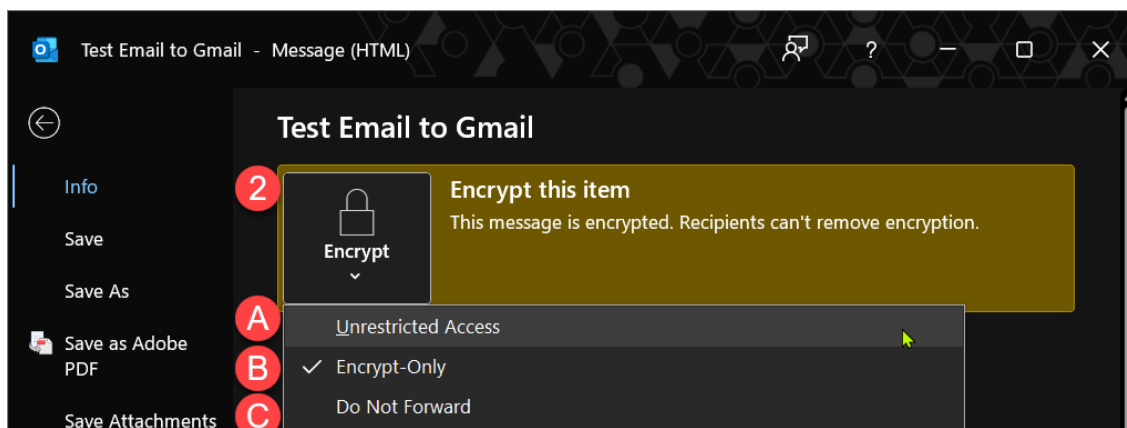 Test Email to Gmail - Message (HTML)
?
Test Email to Gmail
Info
Save
Save As
Save as Adobe
PDF
Save Attachments
2
Encrypt
Encrypt this item
This message is encrypted. Recipients can't remove encryption.
A
Unrestricted Access
B
Encrypt-Only
C
Do Not Forward